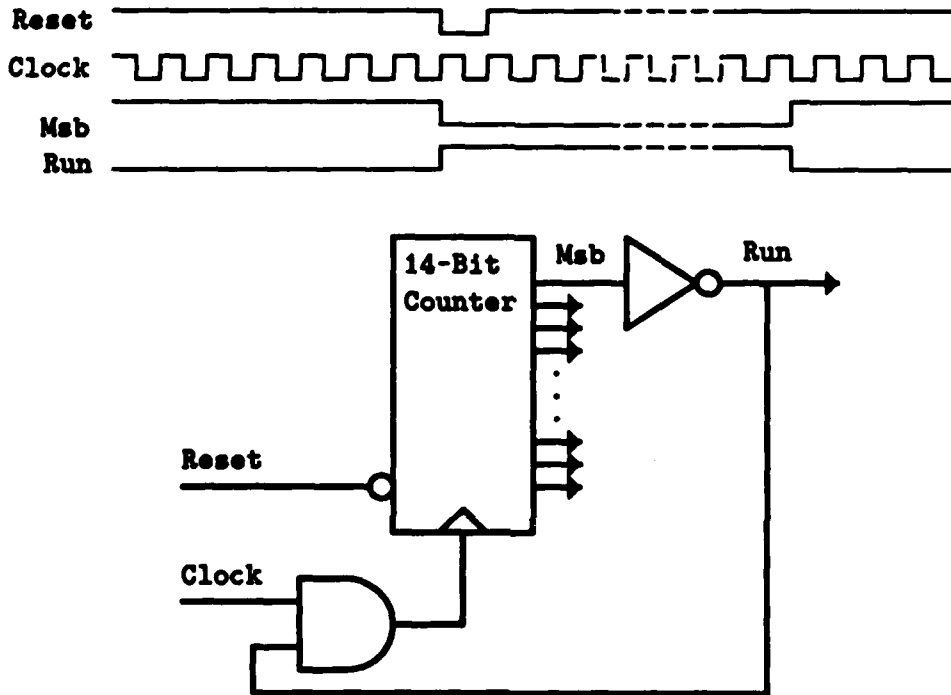 Reset
Clock
Msb
Run
14-Bit
Counter
Msb
Run
Reset
Clock